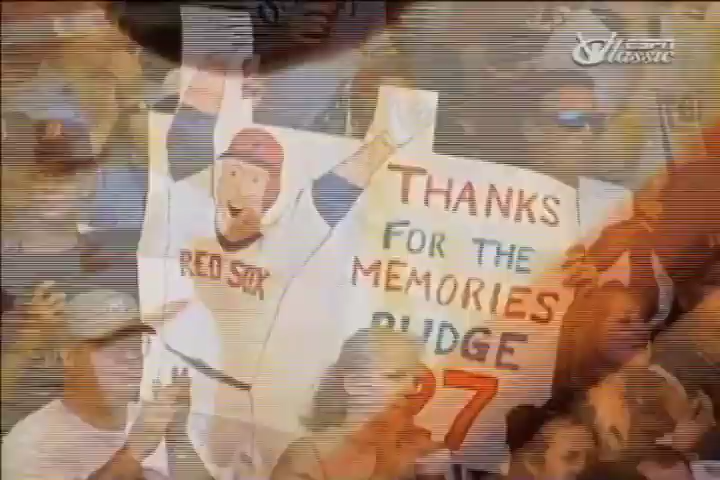 ESPN
Classic
RED SOX
THANKS
FOR THE
MEMORIES
PUDGE
27